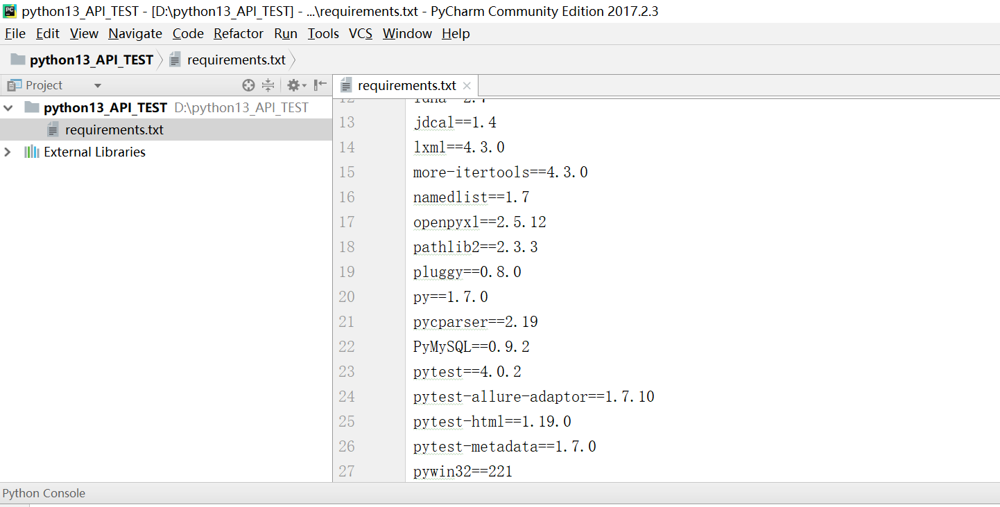 python13_API_TEST - [D:\python13_API_TEST] - ...\requirements.txt - PyCharm Community Edition 2017.2.3
File Edit View Navigate Code Refactor Run Tools VCS Window Help
python13_API_TEST requirements.txt
Project
requirements.txt
python13_API_TEST D:\python13_API_TEST
requirements.txt
External Libraries
13 jdcal==1.4
14 lxml==4.3.0
15 more-itertools==4.3.0
16 namedlist==1.7
17 openpyxl==2.5.12
18 pathlib2==2.3.3
19 pluggy==0.8.0
20 py==1.7.0
21 pycparser==2.19
22 PyMySQL==0.9.2
23 pytest==4.0.2
24 pytest-allure-adaptor==1.7.10
25 pytest-html==1.19.0
26 pytest-metadata==1.7.0
27 pywin32==221
Python Console